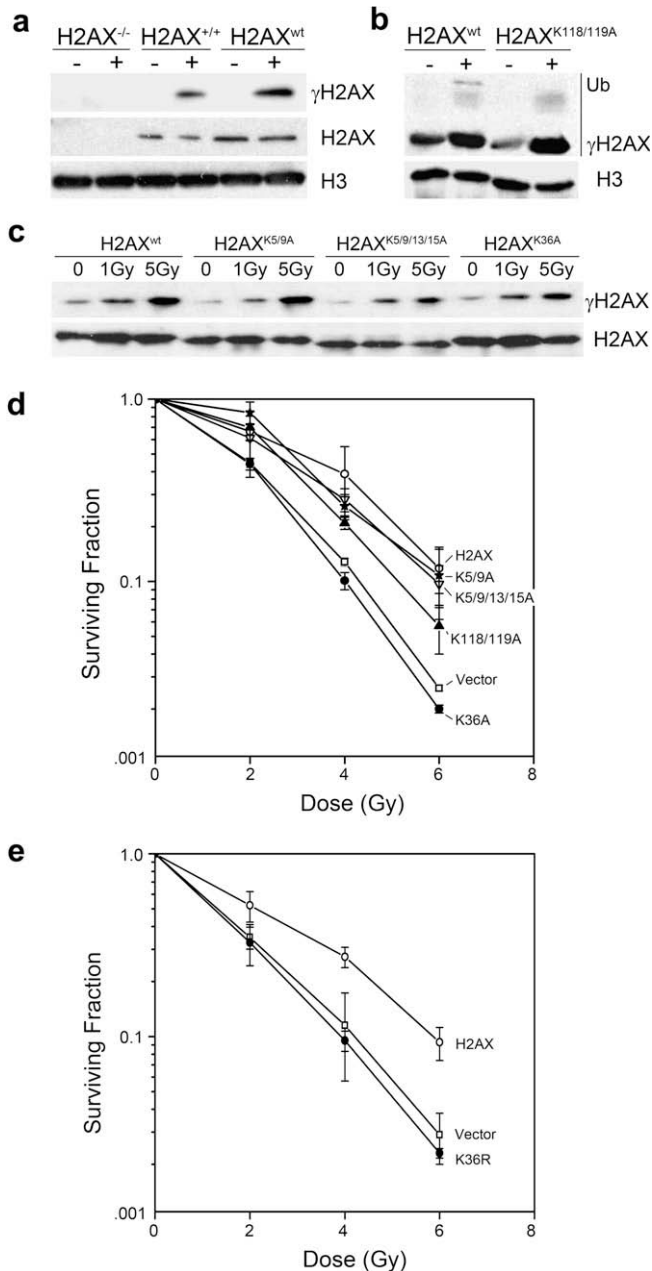 a
H2AX-/- H2AX+/+ H2AXwt
- + - + - +
γH2AX
H2AX
H3
b
H2AXwt H2AXK118/119A
- + - +
Ub
γH2AX
H3
c
H2AXwt H2AXK5/9A H2AXK5/9/13/15A H2AXK36A
0 1Gy 5Gy 0 1Gy 5Gy 0 1Gy 5Gy 0 1Gy 5Gy
γH2AX
H2AX
d
1.0
0.1
.001
Surviving Fraction
H2AX
K5/9A
K5/9/13/15A
K118/119A
Vector
K36A
0 2 4 6 8
Dose (Gy)
e
1.0
0.1
.001
Surviving Fraction
H2AX
Vector
K36R
0 2 4 6 8
Dose (Gy)